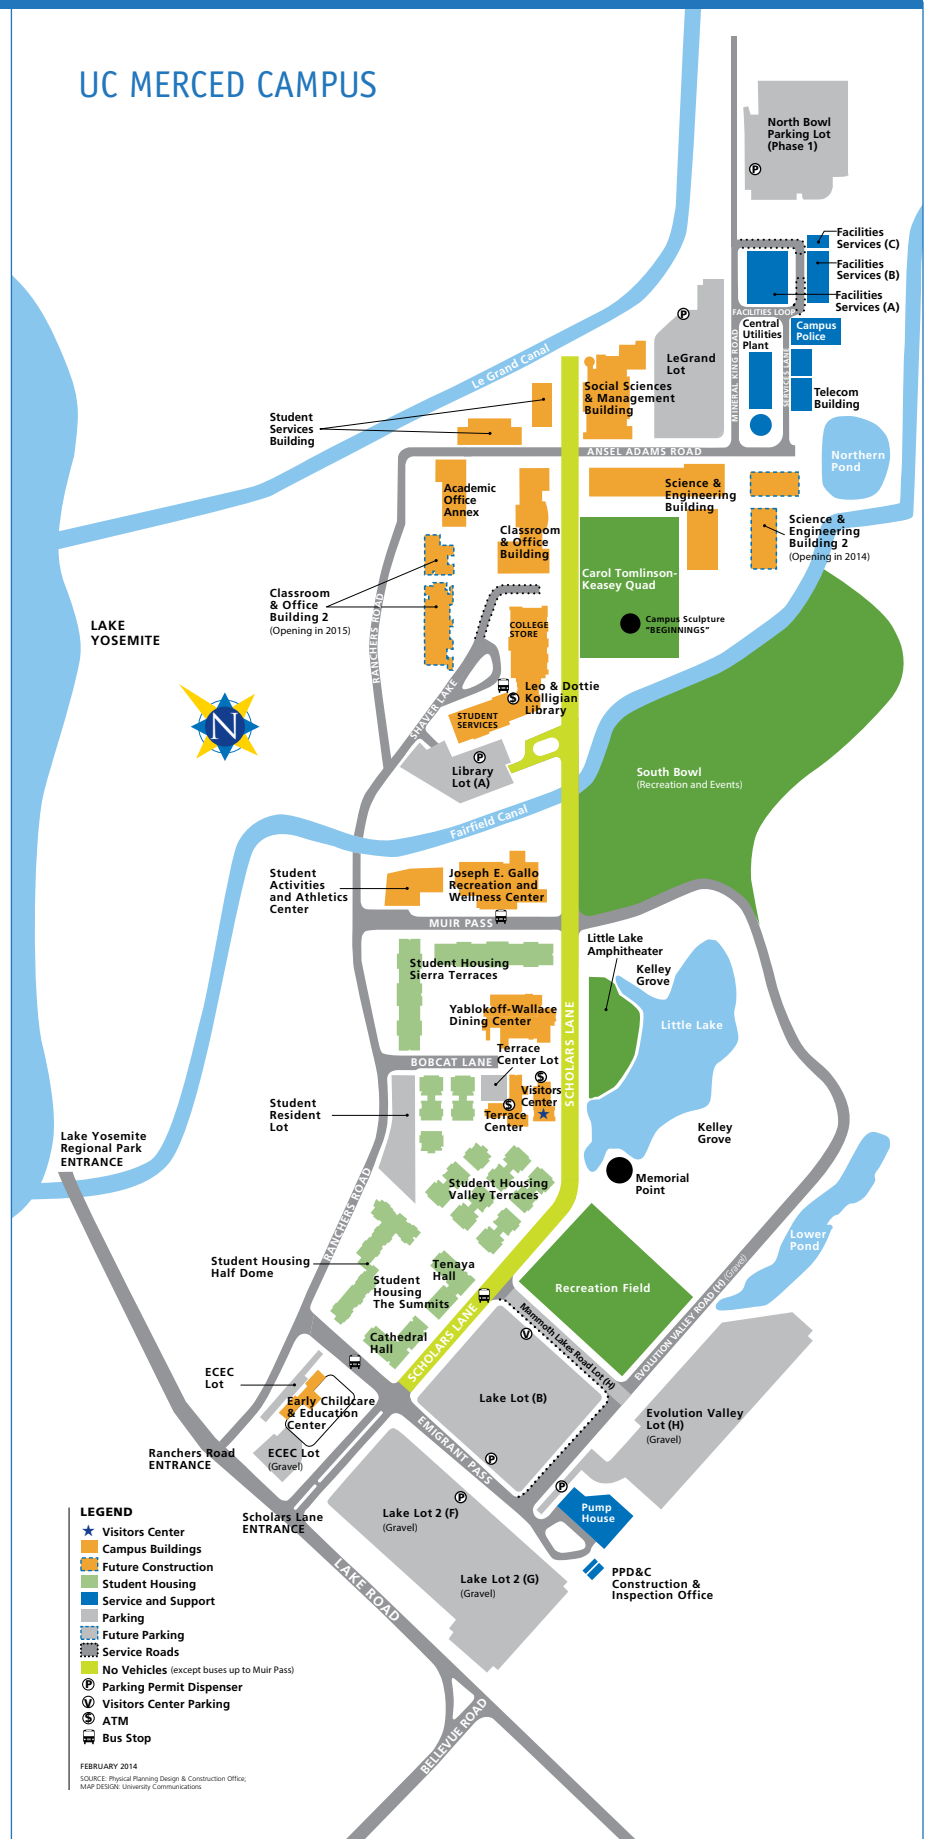 UC MERCED CAMPUS
North Bowl
Parking Lot
(Phase 1)
P
Facilities
Services (C)
Facilities
Services (B)
Facilities
Services (A)
FACILITIES LOOP
P
Central
Utilities
Plant
Campus
Police
MINERAL KING ROAD
SERVICES LANE
Le Grand Canal
LeGrand
Lot
Social Sciences
& Management
Building
Telecom
Building
Student
Services
Building
ANSEL ADAMS ROAD
Northern
Pond
Academic
Office
Annex
Science &
Engineering
Building
Classroom
& Office
Building
Science &
Engineering
Building 2
(Opening in 2014)
Carol Tomlinson-
Keasey Quad
Classroom
& Office
Building 2
(Opening in 2015)
RANCHERS ROAD
LAKE
YOSEMITE
COLLEGE
STORE
Campus Sculpture
"BEGINNINGS"
Leo & Dottie
Kolligian
Library
$
SHAVER LAKE
STUDENT
SERVICES
N
P
Library
Lot (A)
South Bowl
(Recreation and Events)
Fairfield Canal
Student
Activities
and Athletics
Center
Joseph E. Gallo
Recreation and
Wellness Center
MUIR PASS
Little Lake
Amphitheater
Student Housing
Sierra Terraces
Kelley
Grove
Yablokoff-Wallace
Dining Center
Little Lake
SCHOLARS LANE
Terrace
Center Lot
BOBCAT LANE
$
Visitors
Center
$
Terrace
Center
Student
Resident
Lot
Kelley
Grove
Lake Yosemite
Regional Park
ENTRANCE
Memorial
Point
Student Housing
Valley Terraces
RANCHERS ROAD
Lower
Pond
Student Housing
Half Dome
Tenaya
Hall
Student
Housing
The Summits
Recreation Field
EVOLUTION VALLEY ROAD (H) (Gravel)
Mammoth Lakes Road Lot (H)
V
Cathedral
Hall
SCHOLARS LANE
ECEC
Lot
Early Childcare
& Education
Center
Lake Lot (B)
Evolution Valley
Lot (H)
(Gravel)
EMIGRANT PASS
Ranchers Road
ENTRANCE
ECEC Lot
(Gravel)
P
P
P
Scholars Lane
ENTRANCE
Lake Lot 2 (F)
(Gravel)
Pump
House
LAKE ROAD
Lake Lot 2 (G)
(Gravel)
PPD&C
Construction &
Inspection Office
BELLEVUE ROAD
LEGEND
Visitors Center
Campus Buildings
Future Construction
Student Housing
Service and Support
Parking
Future Parking
Service Roads
No Vehicles (except buses up to Muir Pass)
P Parking Permit Dispenser
V Visitors Center Parking
$ ATM
Bus Stop
FEBRUARY 2014
SOURCE: Physical Planning Design & Construction Office;
MAP DESIGN: University Communications